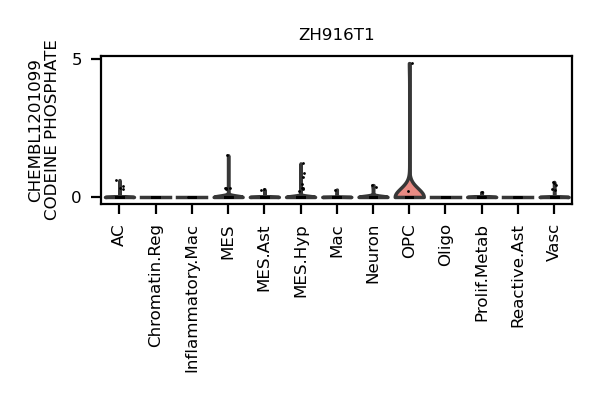 ZH916T1
CHEMBL1201099
CODEINE PHOSPHATE
5
0
AC
Chromatin.Reg
Inflammatory.Mac
MES
MES.Ast
MES.Hyp
Mac
Neuron
OPC
Oligo
Prolif.Metab
Reactive.Ast
Vasc